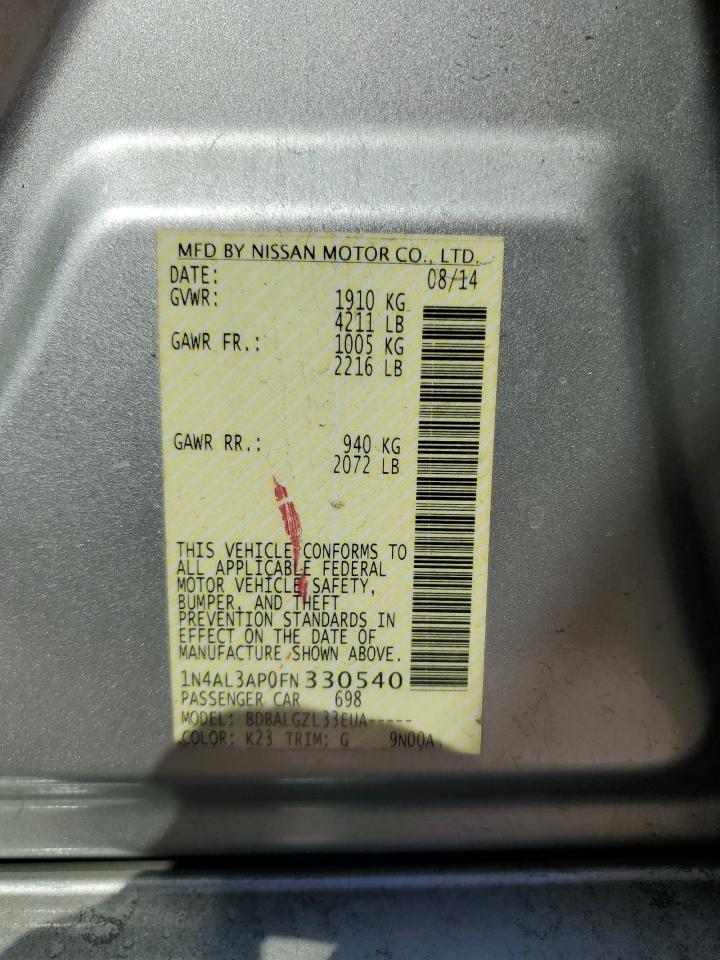 MFD BY NISSAN MOTOR CO., LTD.
DATE: 08/14
GVWR: 1910 KG
4211 LB
GAWR FR.: 1005 KG
2216 LB
GAWR RR.: 940 KG
2072 LB
THIS VEHICLE CONFORMS TO
ALL APPLICABLE FEDERAL
MOTOR VEHICLE SAFETY,
BUMPER, AND THEFT
PREVENTION STANDARDS IN
EFFECT ON THE DATE OF
MANUFACTURE SHOWN ABOVE.
1N4AL3AP0FN330540
PASSENGER CAR 698
MODEL: BDBALGZL33EUA-----
COLOR: K23 TRIM: G 9N00A